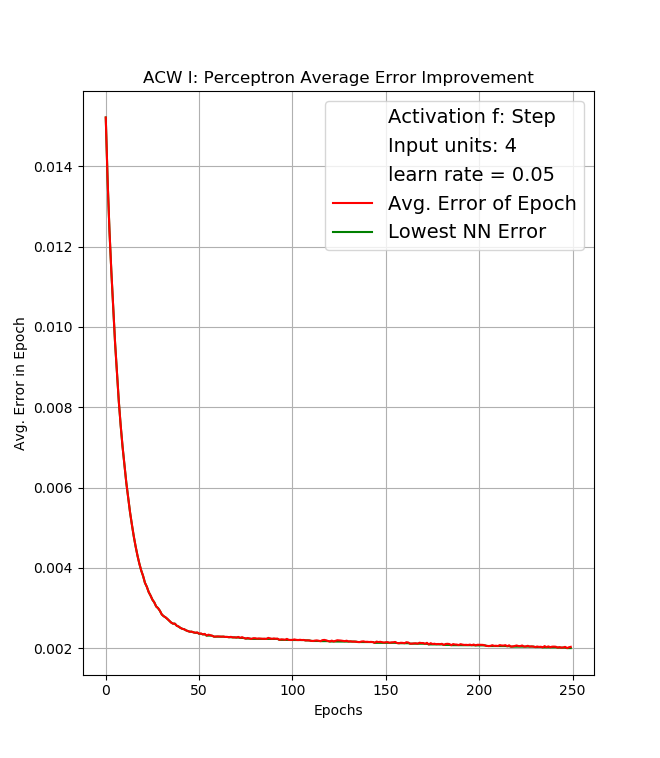 ACW I: Perceptron Average Error Improvement
Activation f: Step
Input units: 4
learn rate = 0.05
Avg. Error of Epoch
Lowest NN Error
Avg. Error in Epoch
0.014
0.012
0.010
0.008
0.006
0.004
0.002
0 50 100 150 200 250
Epochs